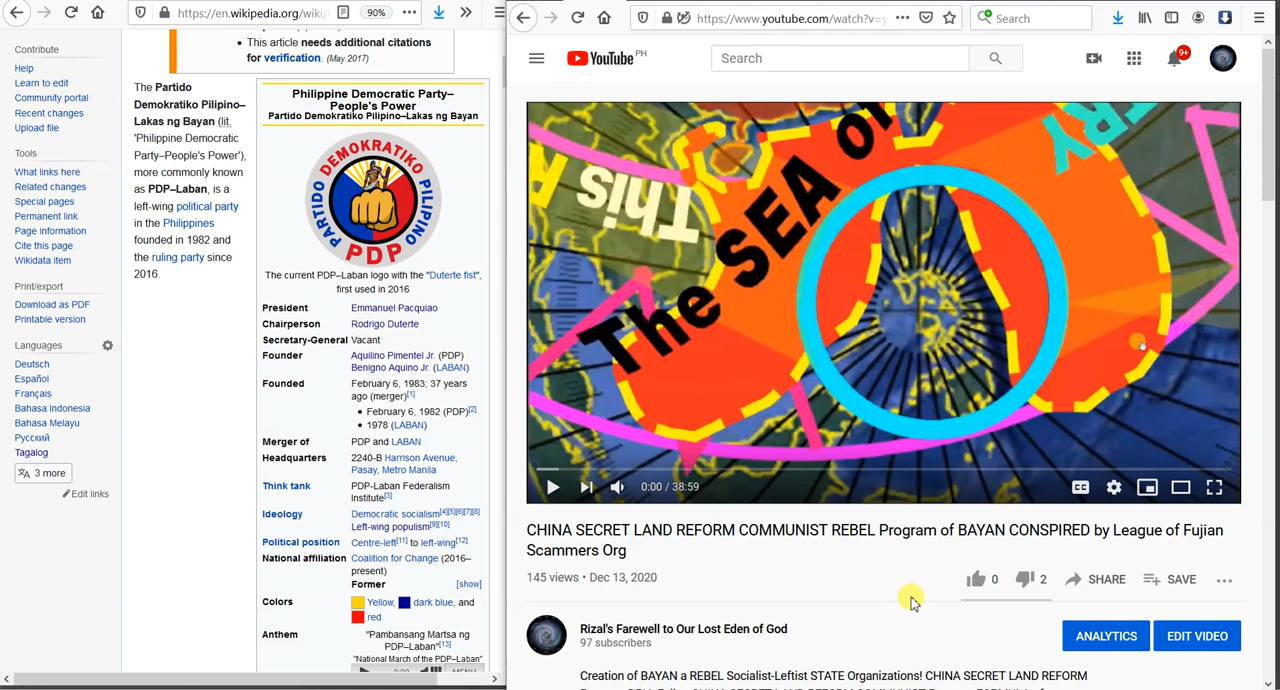 https://en.wikipedia.org/wiki/
90%
Contribute
Help
Learn to edit
Community portal
Recent changes
Upload file
Tools
What links here
Related changes
Special pages
Permanent link
Page information
Cite this page
Wikidata item
Print/export
Download as PDF
Printable version
Languages
Deutsch
Español
Français
Bahasa Indonesia
Bahasa Melayu
Русский
Tagalog
3 more
Edit links
• This article needs additional citations
for verification. (May 2017)
The Partido
Demokratiko Pilipino–
Lakas ng Bayan (lit.
'Philippine Democratic
Party–People's Power'),
more commonly known
as PDP–Laban, is a
left-wing political party
in the Philippines
founded in 1982 and
the ruling party since
2016.
Philippine Democratic Party–
People's Power
Partido Demokratiko Pilipino–Lakas ng Bayan
PARTIDO DEMOKRATIKO PILIPINO
PDP
The current PDP–Laban logo with the "Duterte fist",
first used in 2016
President Emmanuel Pacquiao
Chairperson Rodrigo Duterte
Secretary-General Vacant
Founder Aquilino Pimentel Jr. (PDP)
Benigno Aquino Jr. (LABAN)
Founded February 6, 1983; 37 years
ago (merger)[1]
• February 6, 1982 (PDP)[2]
• 1978 (LABAN)
Merger of PDP and LABAN
Headquarters 2240-B Harrison Avenue,
Pasay, Metro Manila
Think tank PDP-Laban Federalism
Institute[3]
Ideology Democratic socialism[4][5][6][7][8]
Left-wing populism[9][10]
Political position Centre-left[11] to left-wing[12]
National affiliation Coalition for Change (2016–
present)
Former [show]
Colors Yellow, dark blue, and
red
Anthem "Pambansang Martsa ng
PDP–Laban"[13]
"National March of the PDP–Laban"
0:00 MENU
https://www.youtube.com/watch?v=y
Search
YouTube PH
Search
9+
The SEA of
This
A
ERY
0:00 / 38:59
CC
CHINA SECRET LAND REFORM COMMUNIST REBEL Program of BAYAN CONSPIRED by League of Fujian
Scammers Org
145 views • Dec 13, 2020
0 2 SHARE SAVE
Rizal's Farewell to Our Lost Eden of God
97 subscribers
ANALYTICS EDIT VIDEO
Creation of BAYAN a REBEL Socialist-Leftist STATE Organizations! CHINA SECRET LAND REFORM